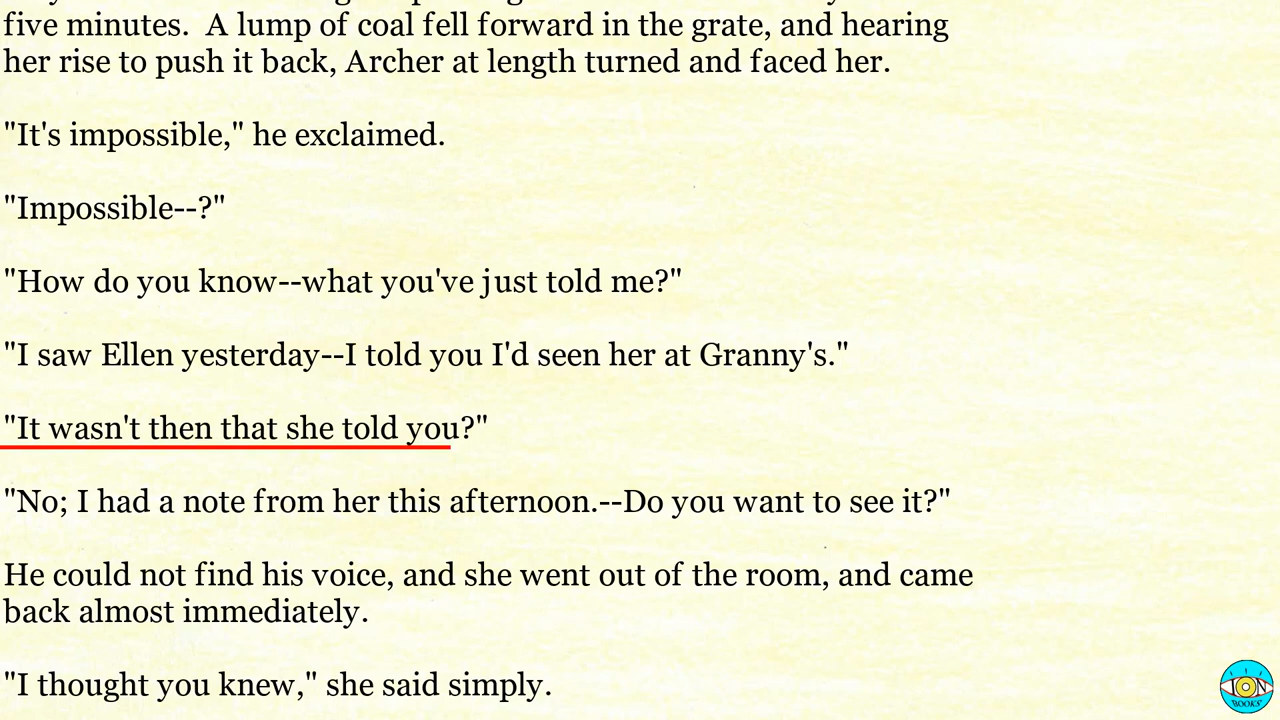 five minutes.  A lump of coal fell forward in the grate, and hearing
her rise to push it back, Archer at length turned and faced her.
"It's impossible," he exclaimed.
"Impossible--?"
"How do you know--what you've just told me?"
"I saw Ellen yesterday--I told you I'd seen her at Granny's."
"It wasn't then that she told you?"
"No; I had a note from her this afternoon.--Do you want to see it?"
He could not find his voice, and she went out of the room, and came
back almost immediately.
"I thought you knew," she said simply.
ION
BOOKS